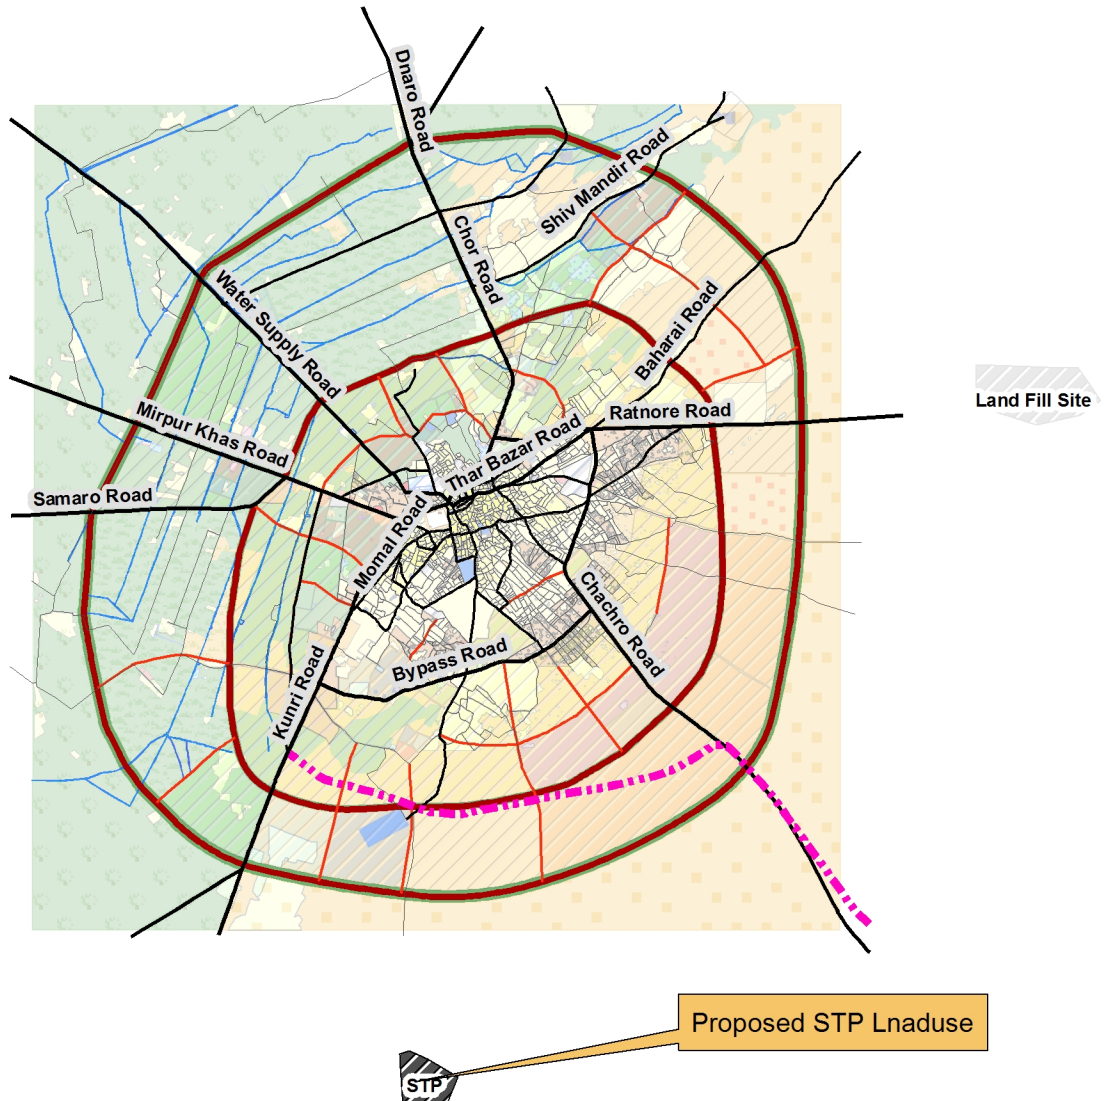 Dnaro Road
Shiv Mandir Road
Chor Road
Water Supply Road
Baharai Road
Land Fill Site
Mirpur Khas Road
Ratnore Road
Thar Bazar Road
Samaro Road
Momal Road
Chachro Road
Bypass Road
Kunri Road
Proposed STP Lnaduse
STP